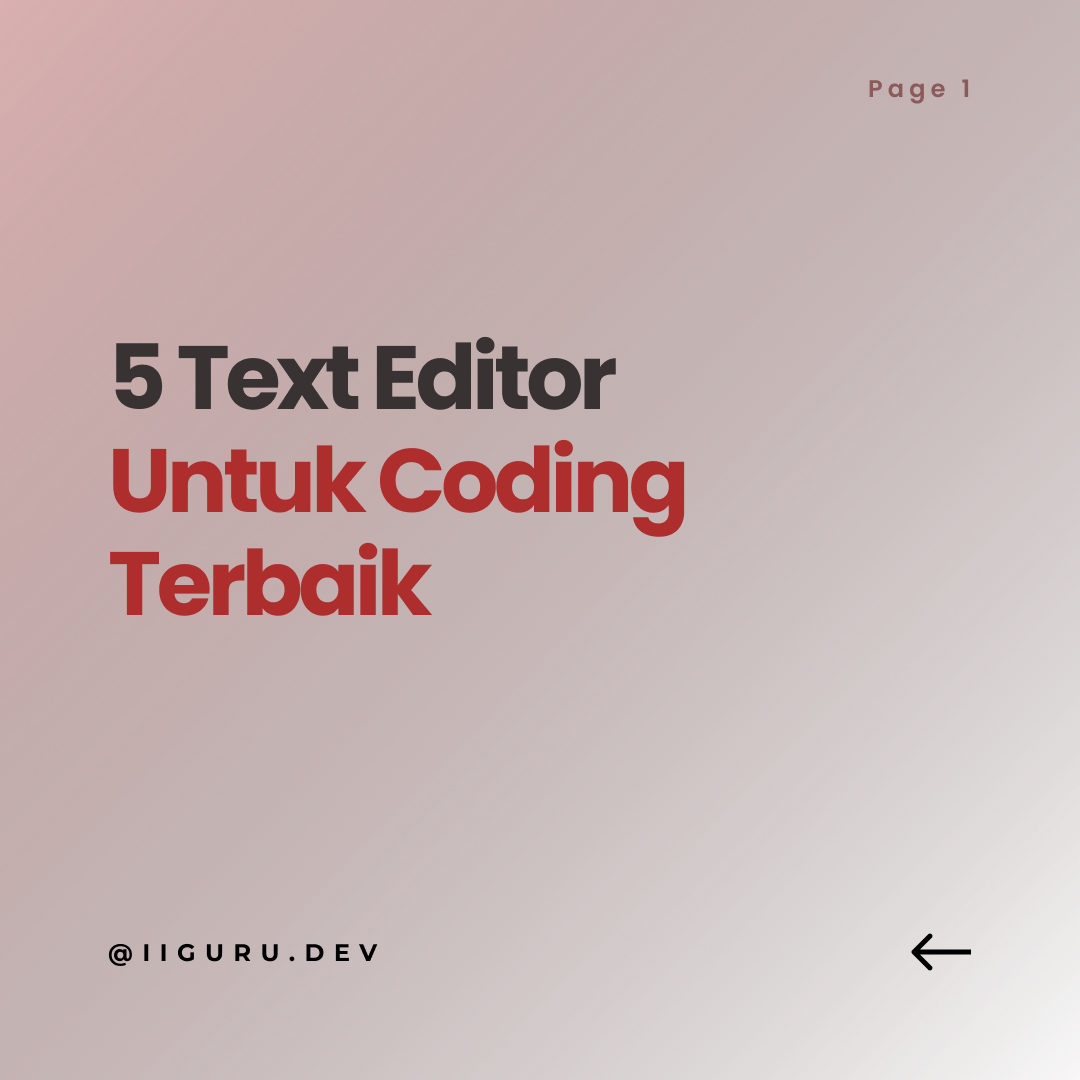 Page 1
5 Text Editor
Untuk Coding
Terbaik
@IIGURU.DEV